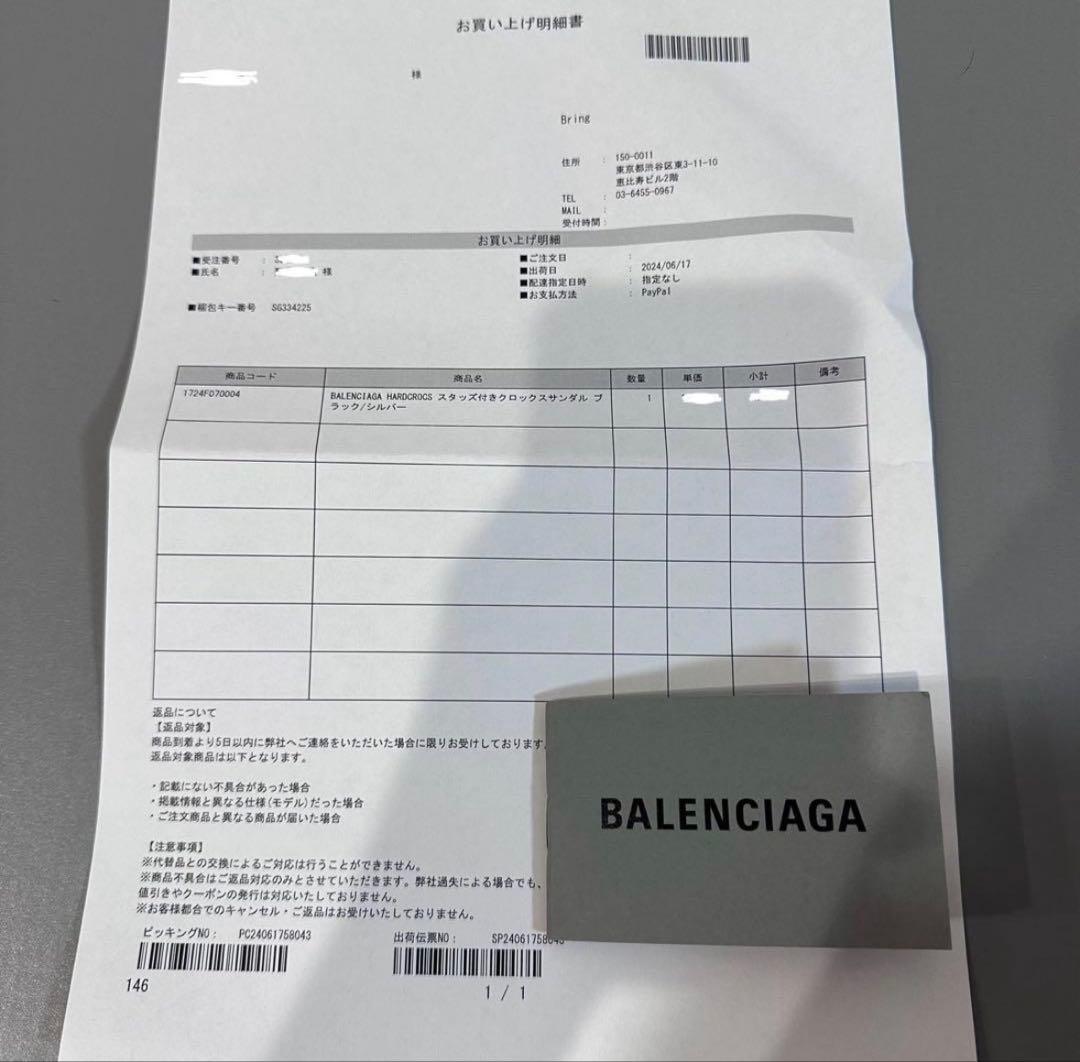 お買い上げ明細書
様
Bring
住所 : 150-0011
東京都渋谷区東3-11-10
恵比寿ビル2階
TEL : 03-6455-0967
MAIL :
受付時間 :
お買い上げ明細
■受注番号 :
■氏名 : 様
■ご注文日 :
■出荷日 : 2024/06/17
■配達指定日時 : 指定なし
■お支払方法 : PayPal
■梱包キー番号 SG334225
商品コード 商品名 数量 単価 小計 備考
1724F070004 BALENCIAGA HARDCROCS スタッズ付きクロックスサンダル ブ 1
ラック/シルバー
返品について
【返品対象】
商品到着より5日以内に弊社へご連絡をいただいた場合に限りお受けしております。
返品対象商品は以下となります。
・記載にない不具合があった場合
・掲載情報と異なる仕様(モデル)だった場合
・ご注文商品と異なる商品が届いた場合
【注意事項】
※代替品との交換によるご対応は行うことができません。
※商品不具合はご返品対応のみとさせていただきます。弊社過失による場合でも、
値引きやクーポンの発行は対応いたしておりません。
※お客様都合でのキャンセル・ご返品はお受けいたしておりません。
ピッキングNO : PC24061758043
出荷伝票NO : SP24061758043
146
1 / 1
BALENCIAGA